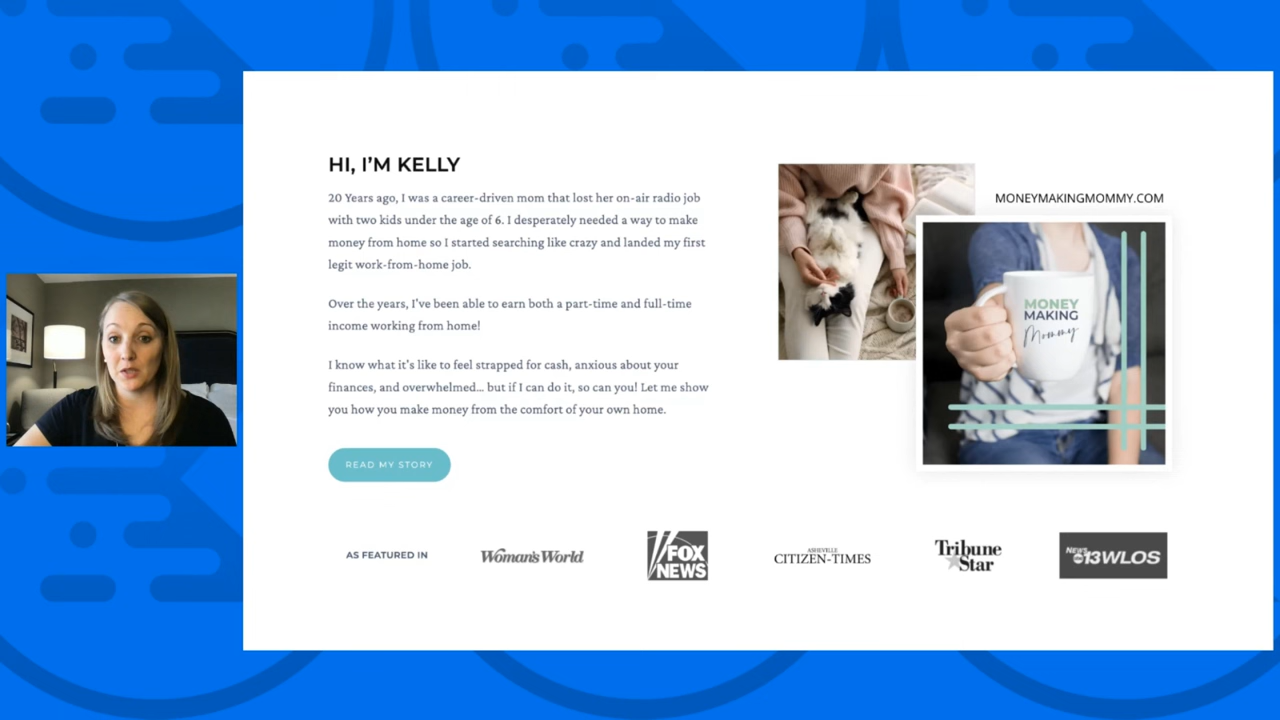 HI, I’M KELLY
20 Years ago, I was a career-driven mom that lost her on-air radio job
with two kids under the age of 6. I desperately needed a way to make
money from home so I started searching like crazy and landed my first
legit work-from-home job.
Over the years, I’ve been able to earn both a part-time and full-time
income working from home!
I know what it’s like to feel strapped for cash, anxious about your
finances, and overwhelmed… but if I can do it, so can you! Let me show
you how you make money from the comfort of your own home.
READ MY STORY
MONEYMAKINGMOMMY.COM
MONEY
MAKING
Mommy
AS FEATURED IN
Woman's World
FOX
NEWS
ASHEVILLE
CITIZEN-TIMES
Tribune
Star
News
abc 13 WLOS